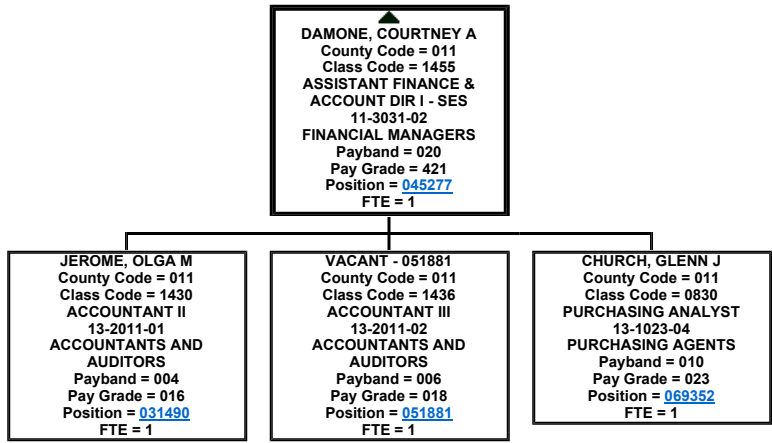 DAMONE, COURTNEY A
County Code = 011
Class Code = 1455
ASSISTANT FINANCE &
ACCOUNT DIR I - SES
11-3031-02
FINANCIAL MANAGERS
Payband = 020
Pay Grade = 421
Position = 045277
FTE = 1
JEROME, OLGA M
County Code = 011
Class Code = 1430
ACCOUNTANT II
13-2011-01
ACCOUNTANTS AND
AUDITORS
Payband = 004
Pay Grade = 016
Position = 031490
FTE = 1
VACANT - 051881
County Code = 011
Class Code = 1436
ACCOUNTANT III
13-2011-02
ACCOUNTANTS AND
AUDITORS
Payband = 006
Pay Grade = 018
Position = 051881
FTE = 1
CHURCH, GLENN J
County Code = 011
Class Code = 0830
PURCHASING ANALYST
13-1023-04
PURCHASING AGENTS
Payband = 010
Pay Grade = 023
Position = 069352
FTE = 1